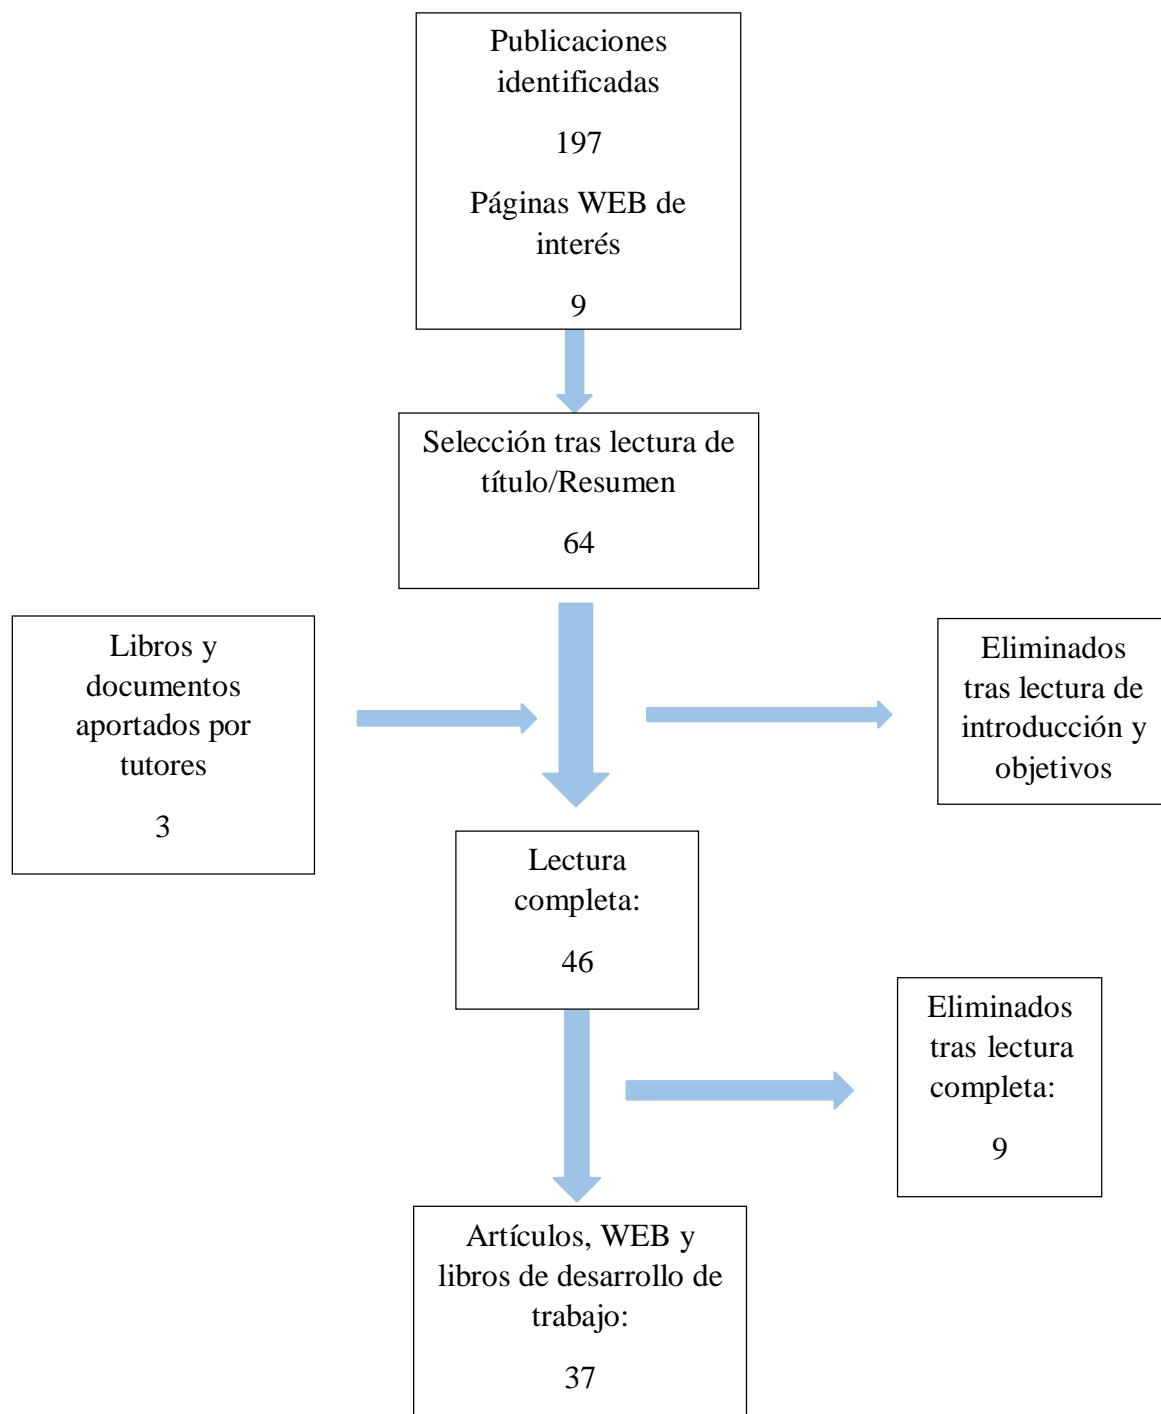 Publicaciones
identificadas
197
Páginas WEB de
interés
9
Selección tras lectura de
título/Resumen
64
Libros y
documentos
aportados por
tutores
3
Eliminados
tras lectura de
introducción y
objetivos
Lectura
completa:
46
Eliminados
tras lectura
completa:
9
Artículos, WEB y
libros de desarrollo de
trabajo:
37